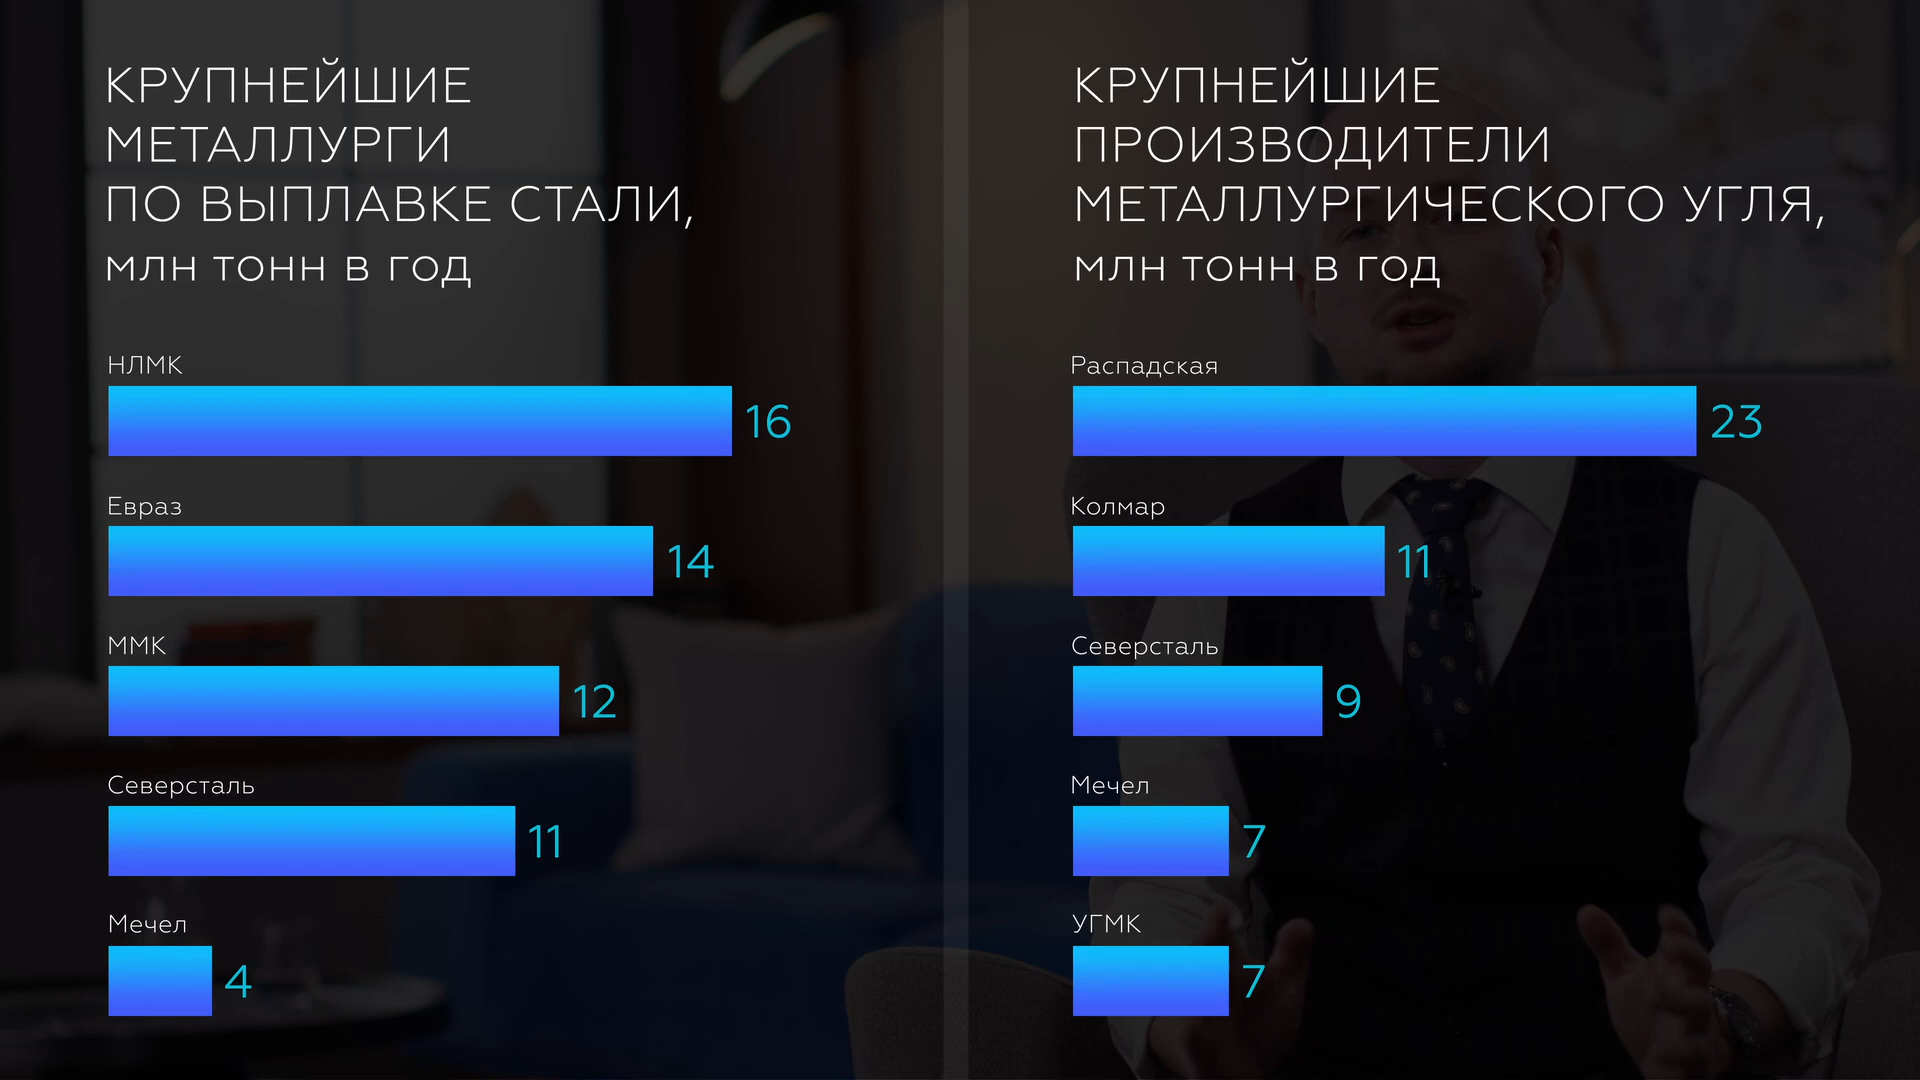 КРУПНЕЙШИЕ
МЕТАЛЛУРГИ
ПО ВЫПЛАВКЕ СТАЛИ,
млн тонн в год
НЛМК
16
Евраз
14
ММК
12
Северсталь
11
Мечел
4
КРУПНЕЙШИЕ
ПРОИЗВОДИТЕЛИ
МЕТАЛЛУРГИЧЕСКОГО УГЛЯ,
млн тонн в год
Распадская
23
Колмар
11
Северсталь
9
Мечел
7
УГМК
7